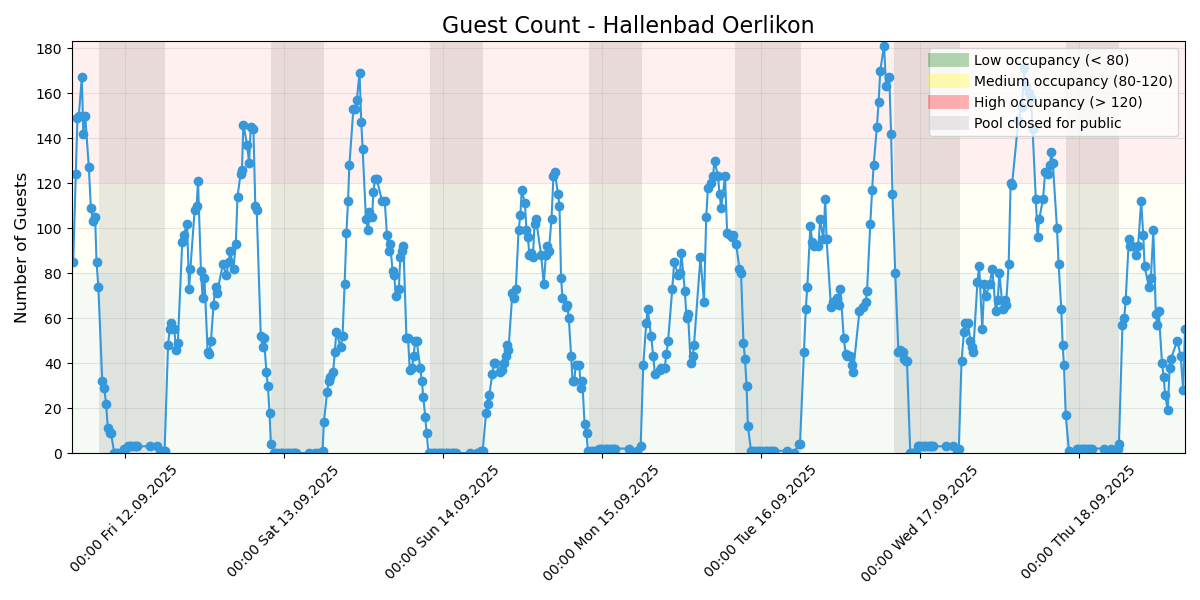 Guest Count - Hallenbad Oerlikon
Number of Guests
180
160
140
120
100
80
60
40
20
0
Low occupancy (< 80)
Medium occupancy (80-120)
High occupancy (> 120)
Pool closed for public
00:00 Fri 12.09.2025
00:00 Sat 13.09.2025
00:00 Sun 14.09.2025
00:00 Mon 15.09.2025
00:00 Tue 16.09.2025
00:00 Wed 17.09.2025
00:00 Thu 18.09.2025